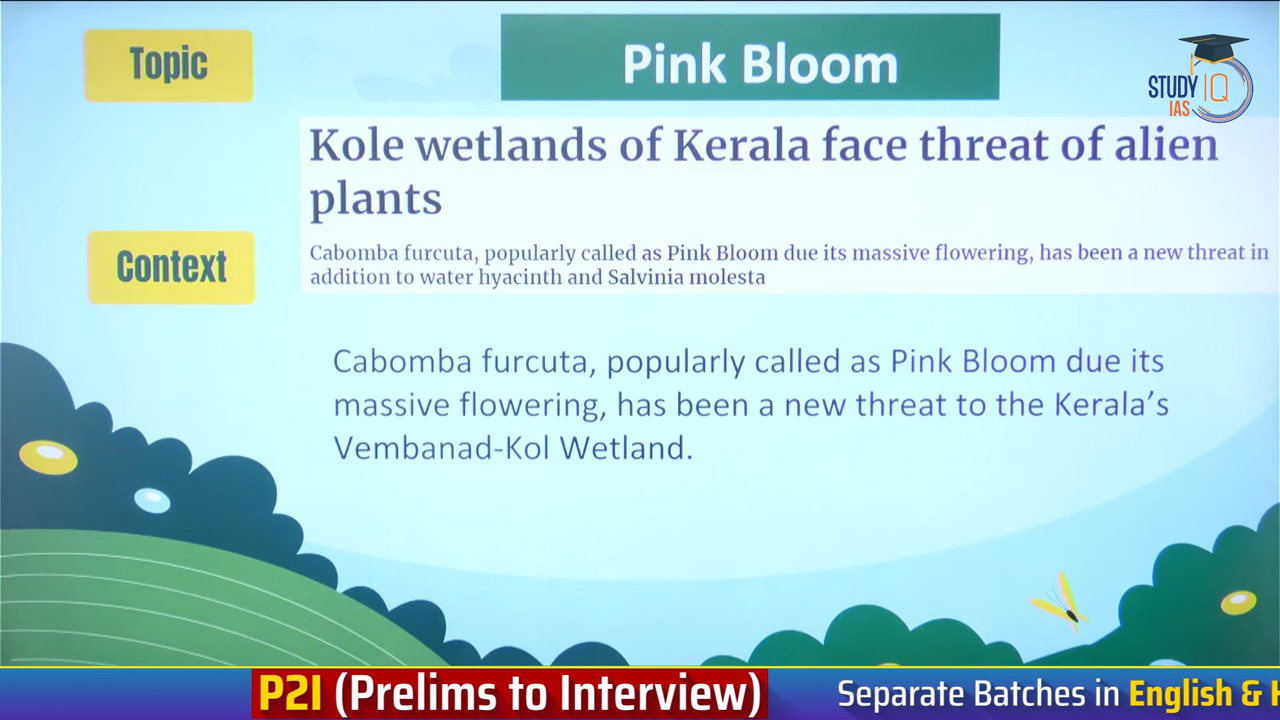 Topic
Pink Bloom
STUDY IQ
IAS
Kole wetlands of Kerala face threat of alien
plants
Context
Cabomba furcuta, popularly called as Pink Bloom due its massive flowering, has been a new threat in
addition to water hyacinth and Salvinia molesta
Cabomba furcuta, popularly called as Pink Bloom due its
massive flowering, has been a new threat to the Kerala’s
Vembanad-Kol Wetland.
P2I (Prelims to Interview)
Separate Batches in English &